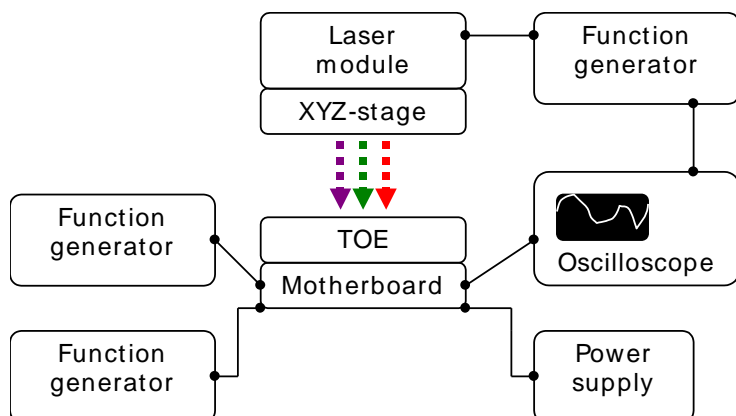 Laser
module
XYZ-stage
Function
generator
Function
generator
TOE
Motherboard
Oscilloscope
Function
generator
Power
supply